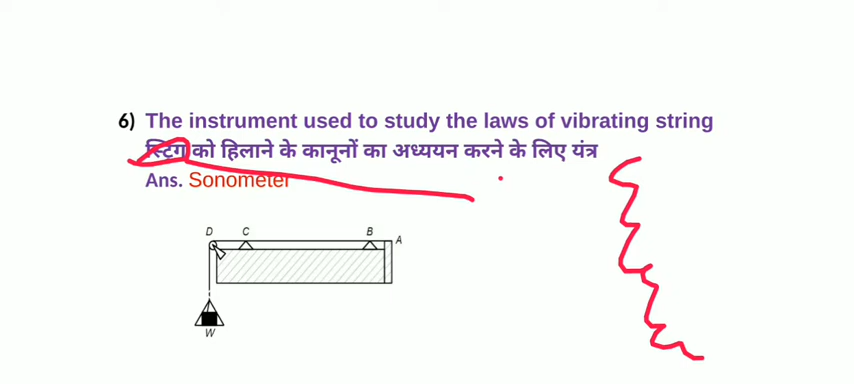 6) The instrument used to study the laws of vibrating string
स्टिंग को हिलाने के कानूनों का अध्ययन करने के लिए यंत्र
Ans. Sonometer
D C B A
W